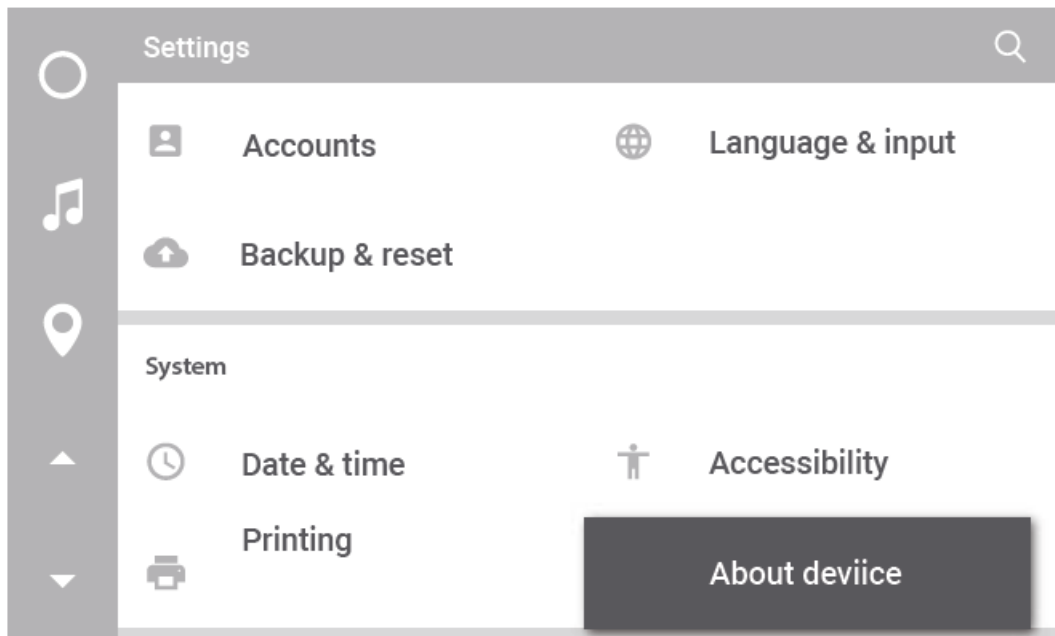 Settings
Accounts
Language & input
Backup & reset
System
Date & time
Accessibility
Printing
About deviice